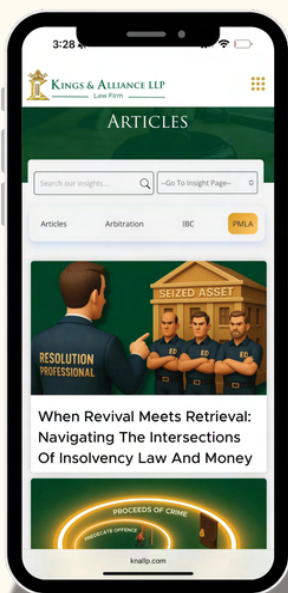 3:28
KINGS & ALLIANCE LLP
Law Firm
ARTICLES
Search our insights...
--Go To Insight Page--
Articles
Arbitration
IBC
PMLA
SEIZED ASSET
RESOLUTION
PROFESSIONAL
ED
ED
ED
When Revival Meets Retrieval:
Navigating The Intersections
Of Insolvency Law And Money
PROCEEDS OF CRIME
PREDECATE OFFENCE
knallp.com